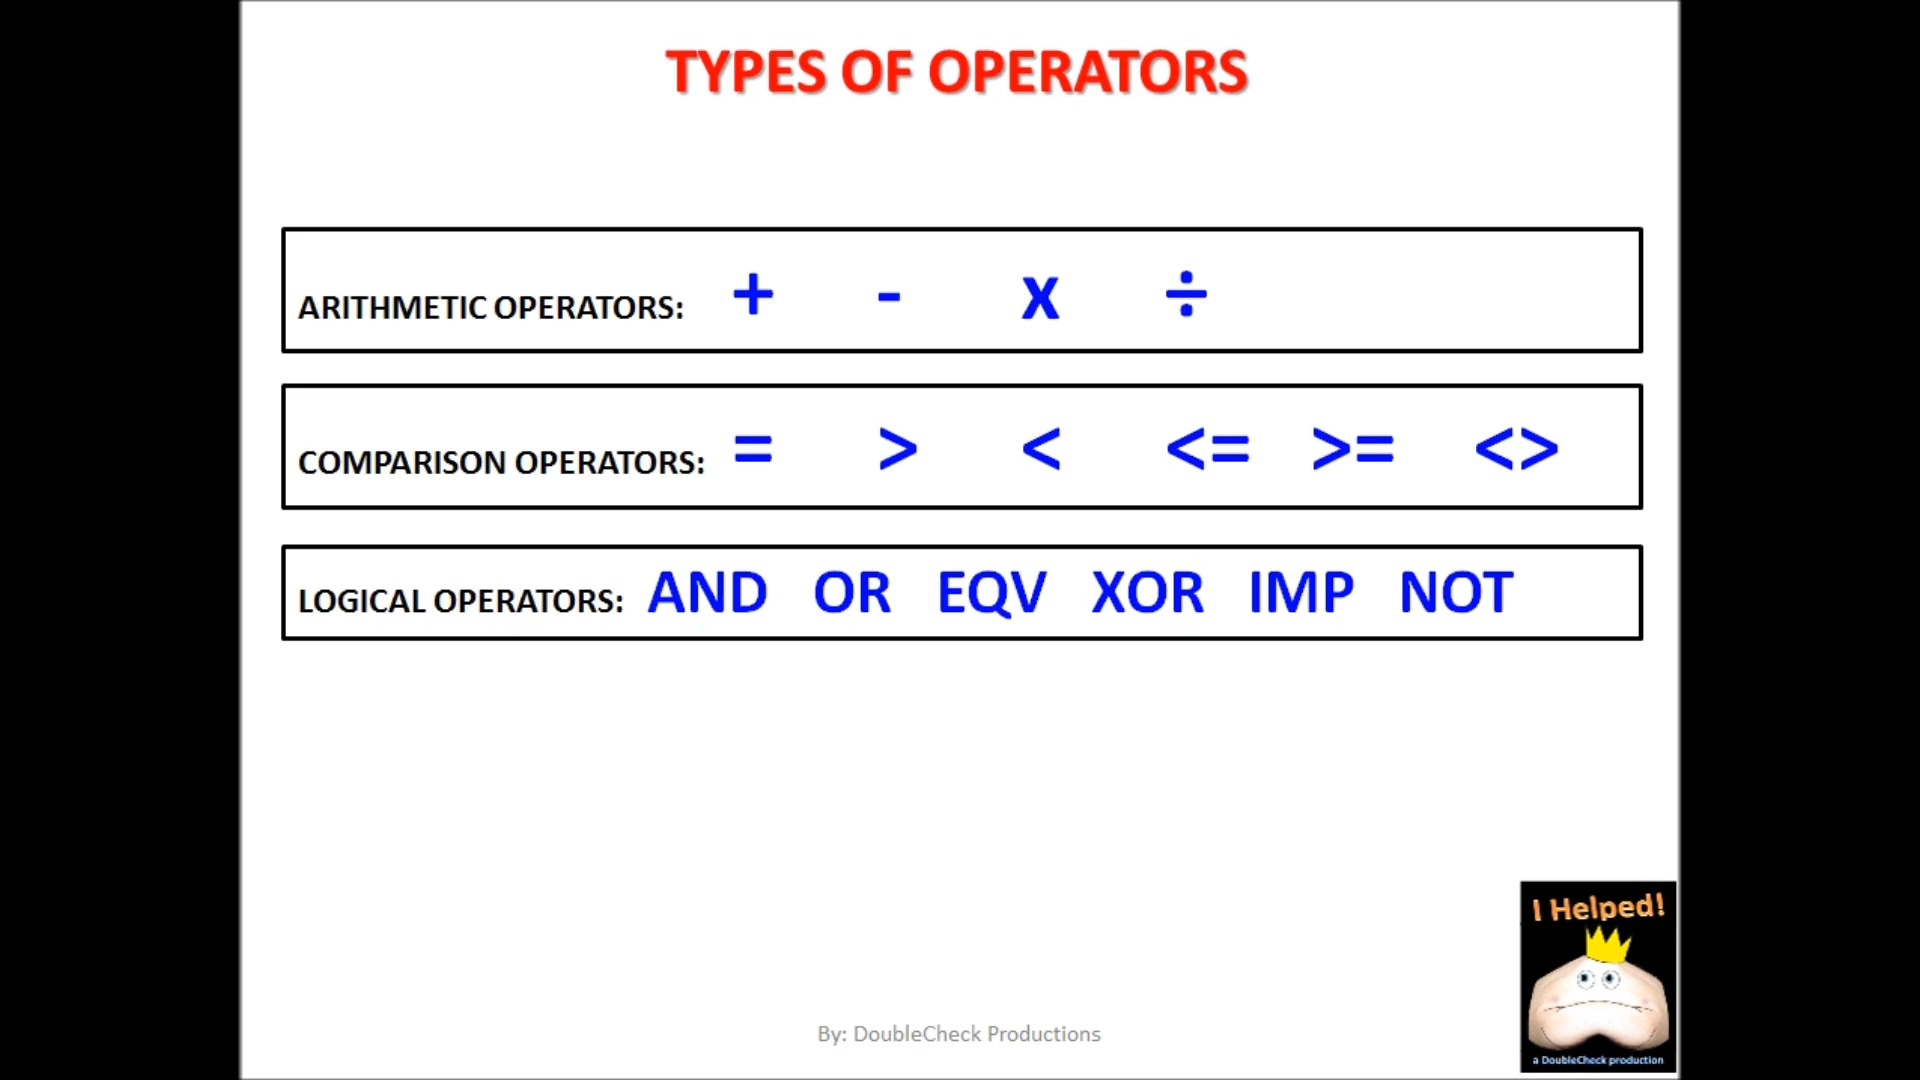 TYPES OF OPERATORS
ARITHMETIC OPERATORS: + - x ÷
COMPARISON OPERATORS: = > < <= >= <>
LOGICAL OPERATORS: AND OR EQV XOR IMP NOT
I Helped!
a DoubleCheck production
By: DoubleCheck Productions